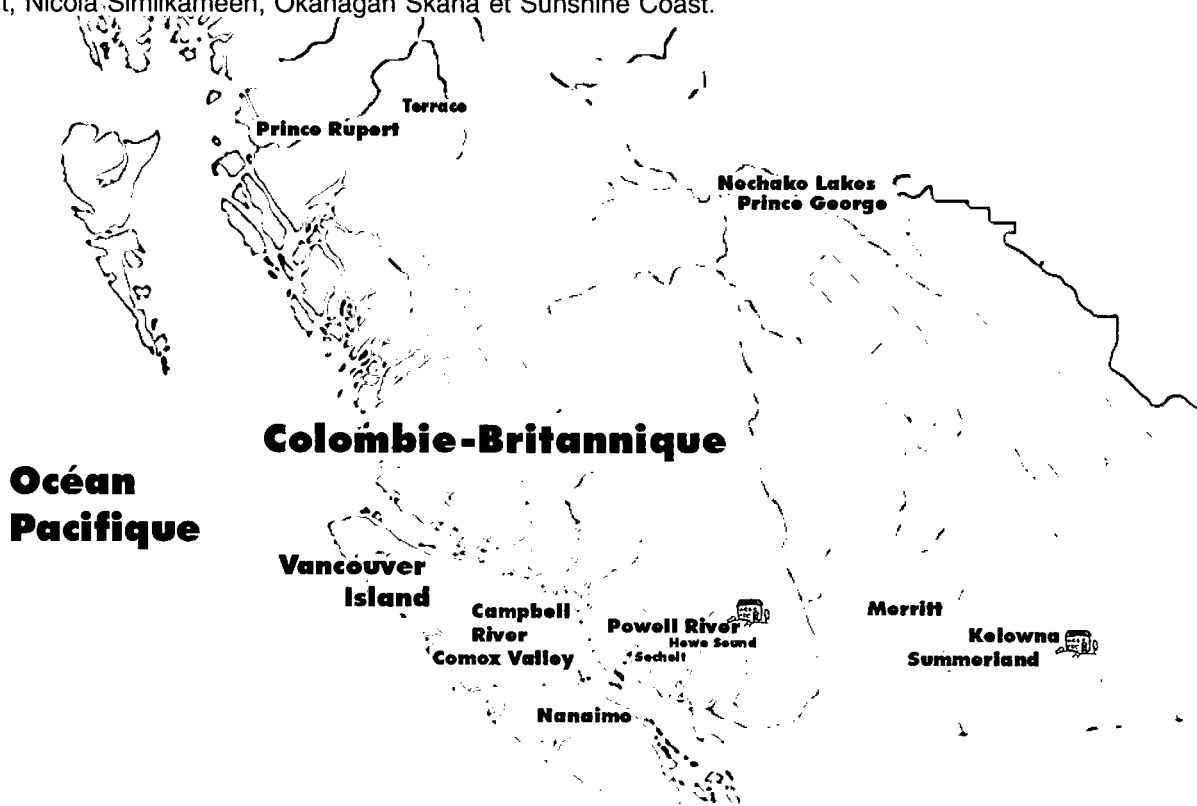 t, Nicola Similkameen, Okanagan Skaha et Sunshine Coast.
Terrace
Prince Rupert
Nechako Lakes
Prince George
Colombie-Britannique
Océan
Pacifique
Vancouver
Island
Campbell
River
Comox Valley
Powell River
Howe Sound
Sechelt
Merritt
Kelowna
Summerland
Nanaimo